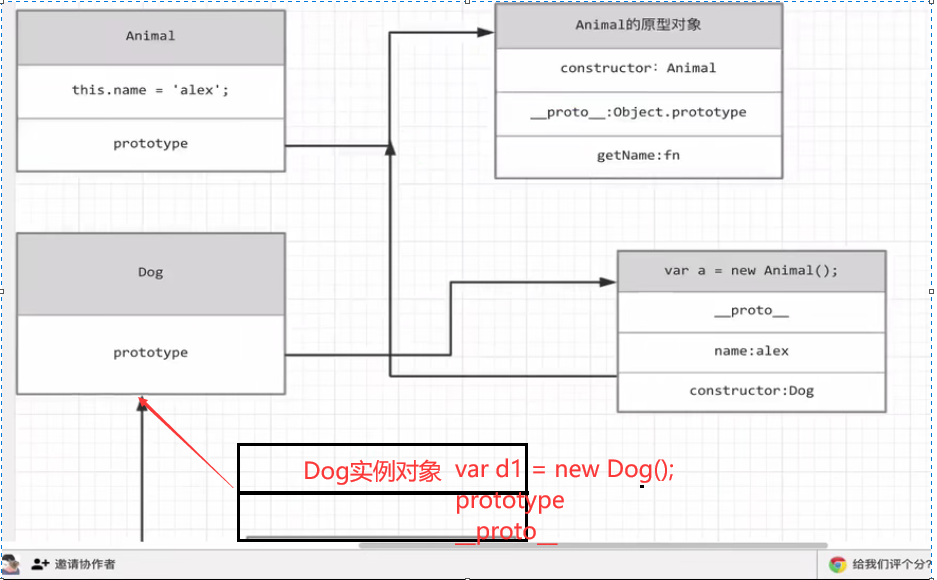 Animal
this.name = 'alex';
prototype
Animal的原型对象
constructor: Animal
__proto__:Object.prototype
getName:fn
Dog
prototype
var a = new Animal();
__proto__
name:alex
constructor:Dog
Dog实例对象 var d1 = new Dog();
prototype
__proto__
邀请协作者
给我们评个分?